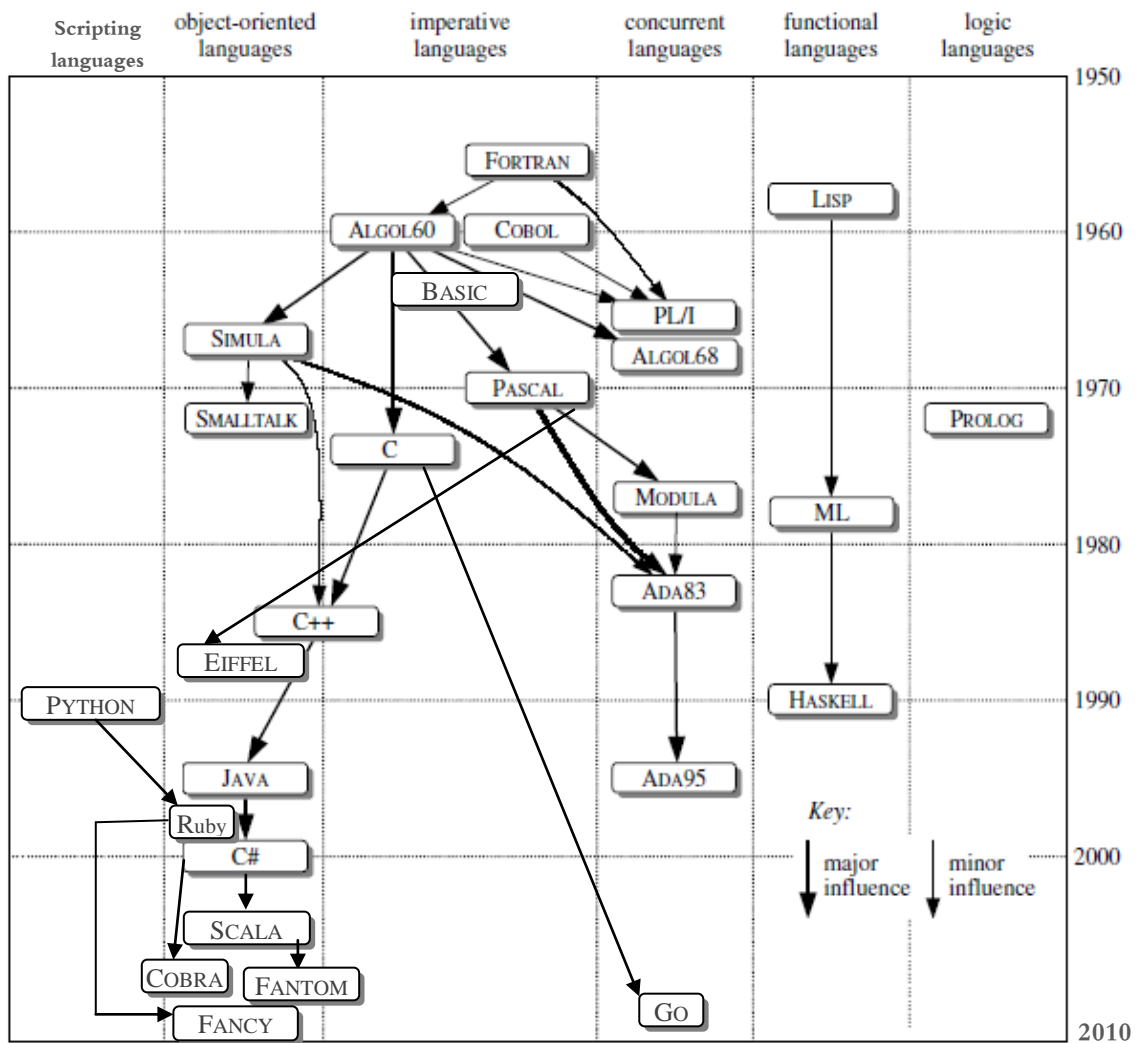 Scripting
languages
object-oriented
languages
imperative
languages
concurrent
languages
functional
languages
logic
languages
1950
FORTRAN
LISP
ALGOL60
COBOL
1960
BASIC
PL/I
SIMULA
ALGOL68
PASCAL
1970
SMALLTALK
PROLOG
C
MODULA
ML
1980
ADA83
C++
EIFFEL
PYTHON
HASKELL
1990
JAVA
ADA95
Ruby
Key:
C#
2000
major
influence
minor
influence
SCALA
COBRA
FANTOM
GO
FANCY
2010